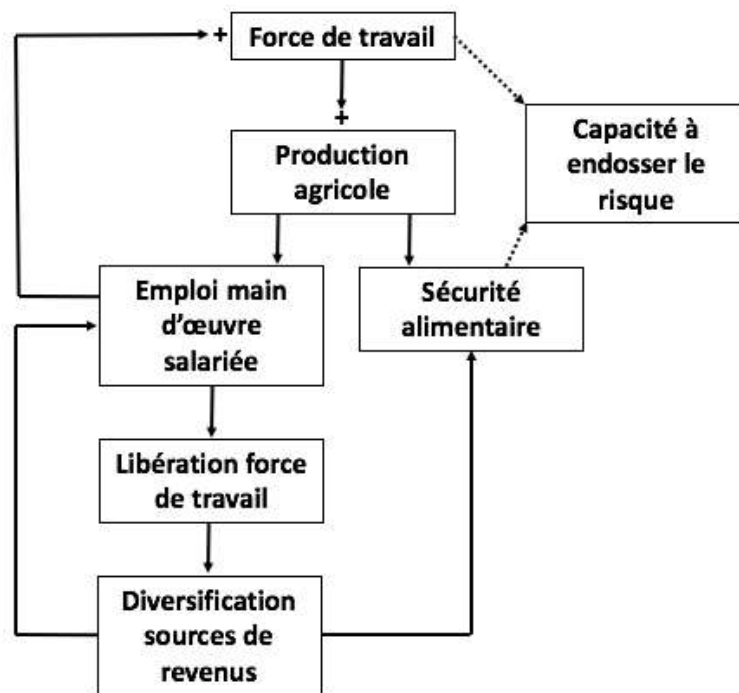 +
Force de travail
+
Capacité à
endosser le
risque
Production
agricole
Emploi main
d'œuvre
salariée
Sécurité
alimentaire
Libération force
de travail
Diversification
sources de
revenus